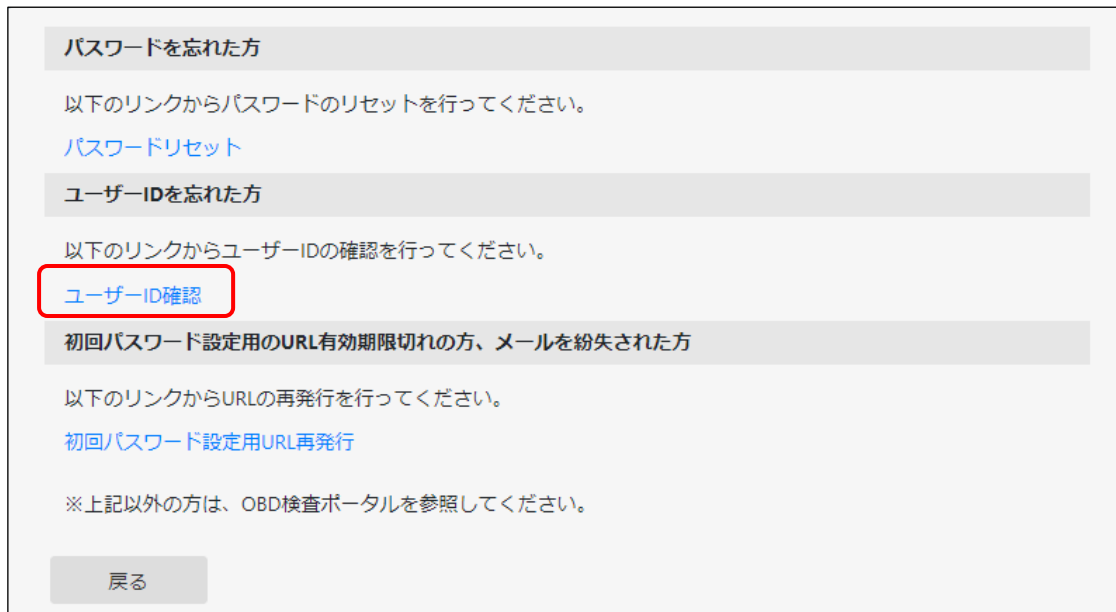 パスワードを忘れた方
以下のリンクからパスワードのリセットを行ってください。
パスワードリセット
ユーザーIDを忘れた方
以下のリンクからユーザーIDの確認を行ってください。
ユーザーID確認
初回パスワード設定用のURL有効期限切れの方、メールを紛失された方
以下のリンクからURLの再発行を行ってください。
初回パスワード設定用URL再発行
※上記以外の方は、OBD検査ポータルを参照してください。
戻る